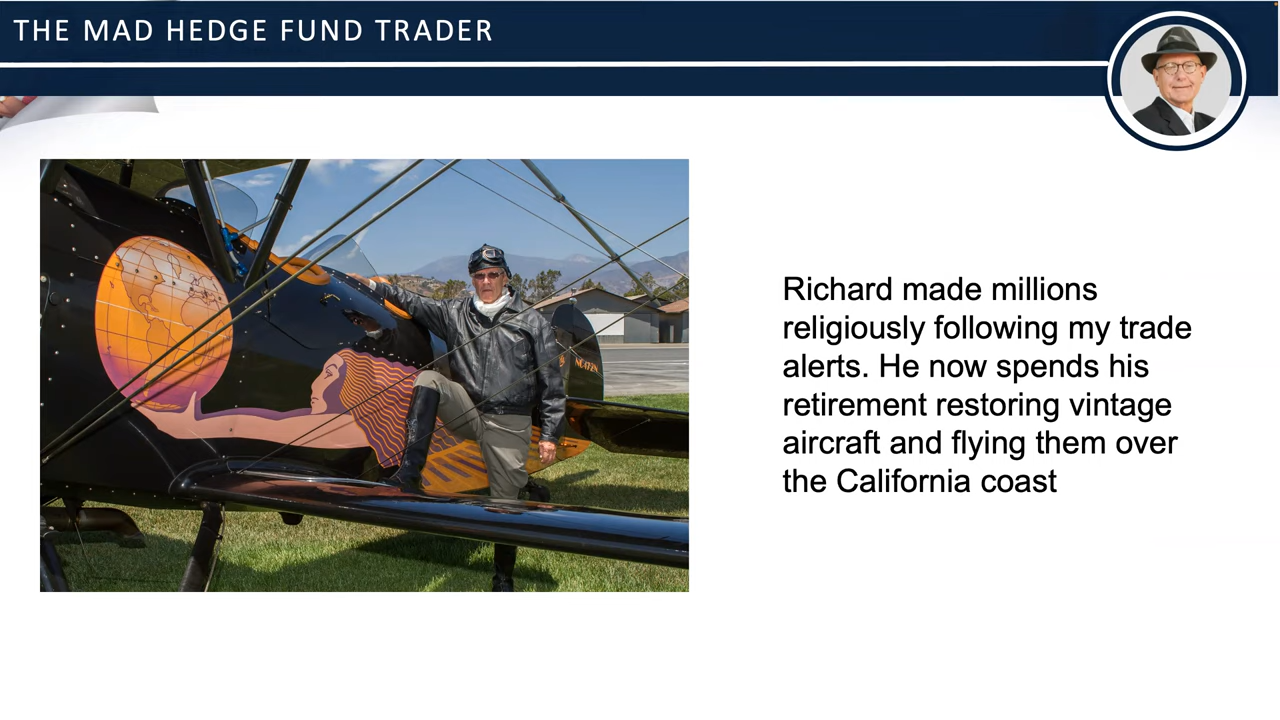 THE MAD HEDGE FUND TRADER
Richard made millions
religiously following my trade
alerts. He now spends his
retirement restoring vintage
aircraft and flying them over
the California coast